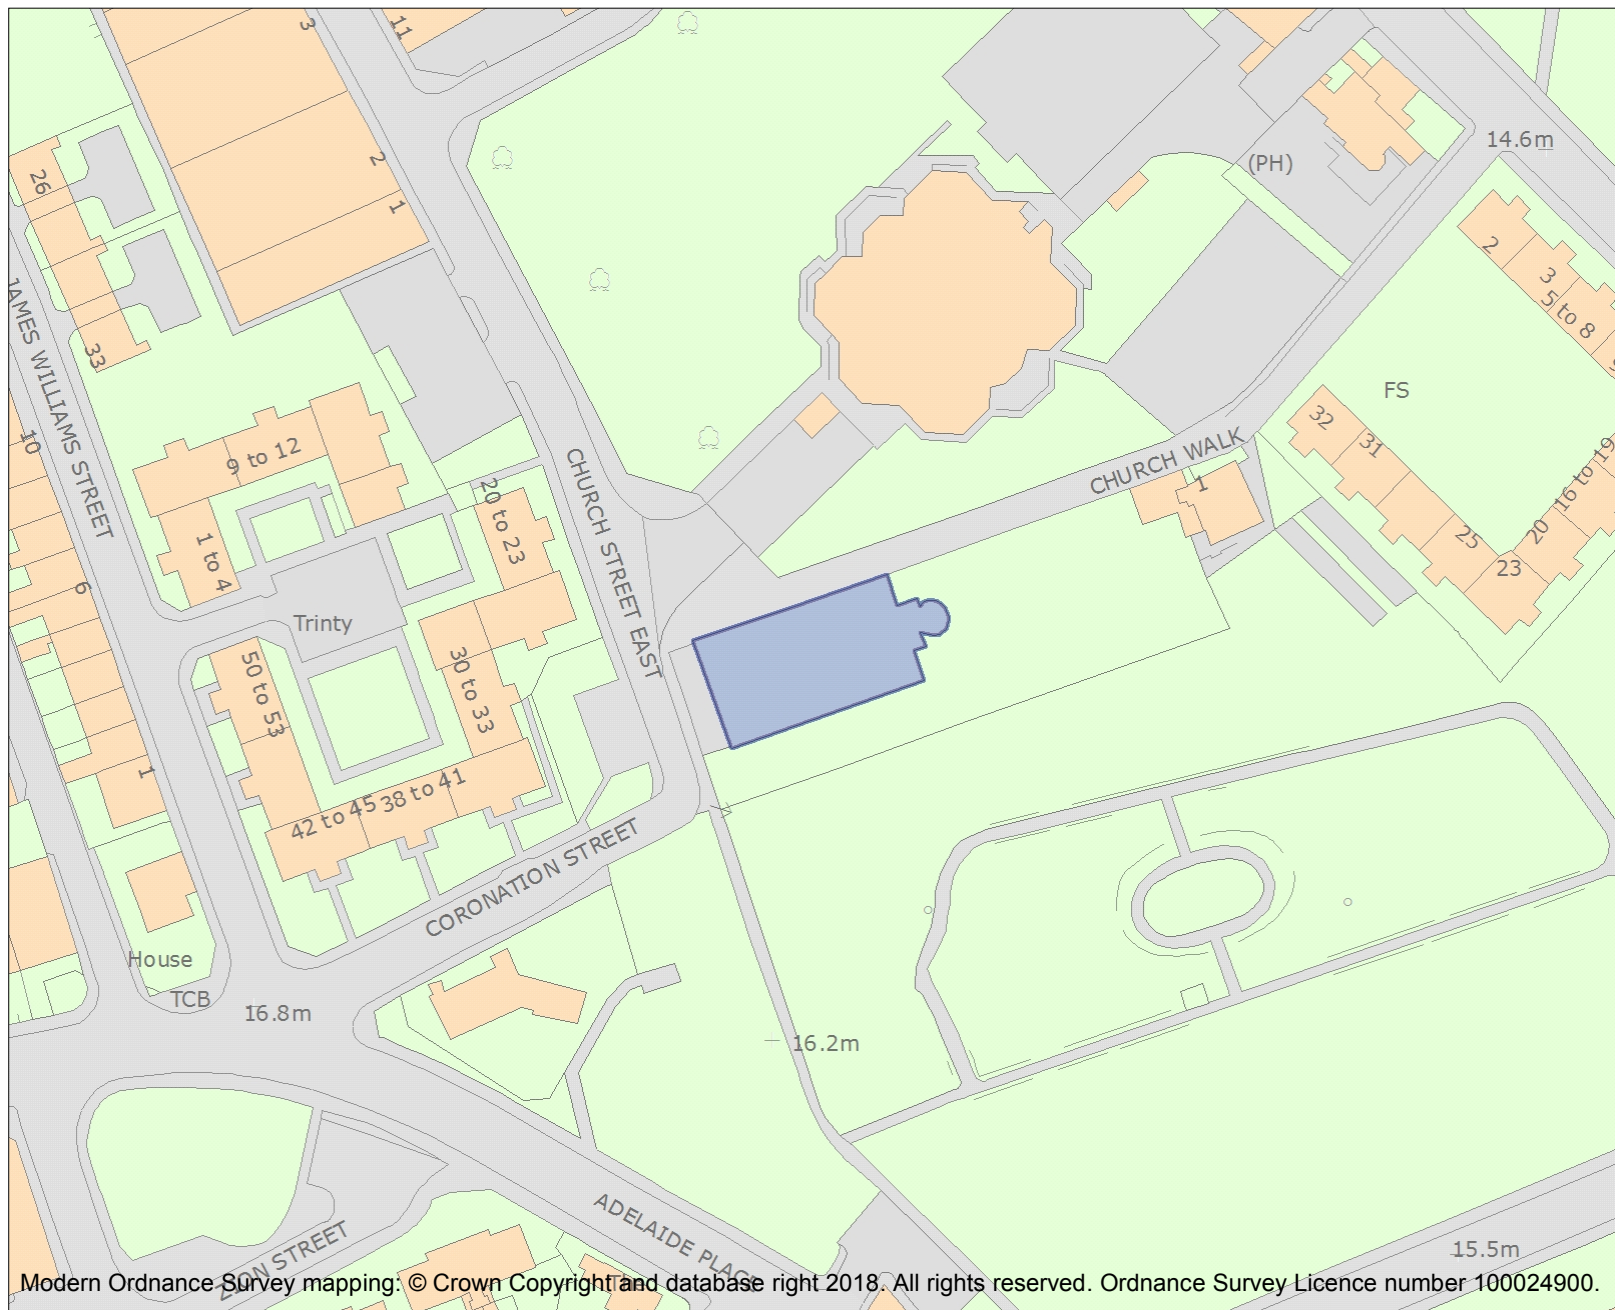 3
11
2
1
14.6m
(PH)
26
33
JAMES WILLIAMS STREET
10
6
1
9 to 12
1 to 4
20 to 23
Trinty
30 to 33
50 to 53
42 to 45
38 to 41
CHURCH STREET EAST
CHURCH WALK
1
2
3
5 to 8
FS
32
31
25
23
20
16 to 19
CORONATION STREET
House
TCB
16.8m
16.2m
ADELAIDE PLACE
ZION STREET
The
15.5m
Modern Ordnance Survey mapping: © Crown Copyright and database right 2018. All rights reserved. Ordnance Survey Licence number 100024900.